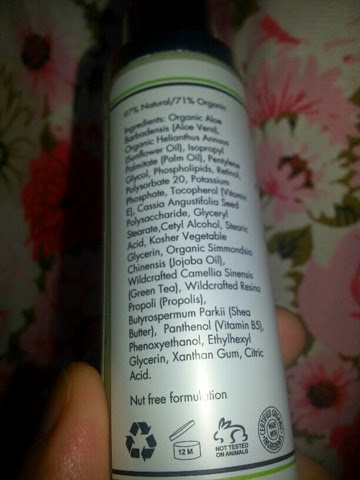 97% Natural/71% Organic
Ingredients: Organic Aloe
Barbadensis (Aloe Vera),
Organic Helianthus Annuus
(Sunflower Oil), Isopropyl
Palmitate (Palm Oil), Pentylene
Glycol, Phospholipids, Retinol,
Polysorbate 20, Potassium
Phosphate, Tocopherol (Vitamin
E), Cassia Angustifolia Seed
Polysaccharide, Glyceryl
Stearate,Cetyl Alcohol, Stearic
Acid, Kosher Vegetable
Glycerin, Organic Simmondsia
Chinensis (Jojoba Oil),
Wildcrafted Camellia Sinensis
(Green Tea), Wildcrafted Resina
Propoli (Propolis),
Butyrospermum Parkii (Shea
Butter), Panthenol (Vitamin B5),
Phenoxyethanol, Ethylhexyl
Glycerin, Xanthan Gum, Citric
Acid.
Nut free formulation
12 M
NOT TESTED
ON ANIMALS
CERTIFIED ORGANIC
MADE WITH